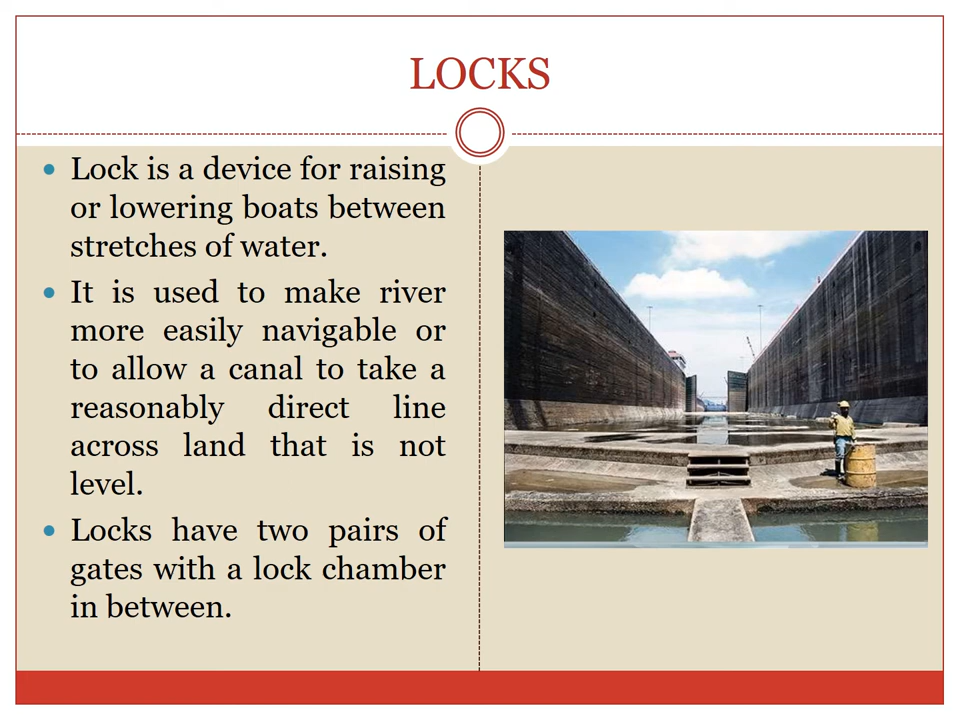 LOCKS
• Lock is a device for raising
or lowering boats between
stretches of water.
• It is used to make river
more easily navigable or
to allow a canal to take a
reasonably direct line
across land that is not
level.
• Locks have two pairs of
gates with a lock chamber
in between.